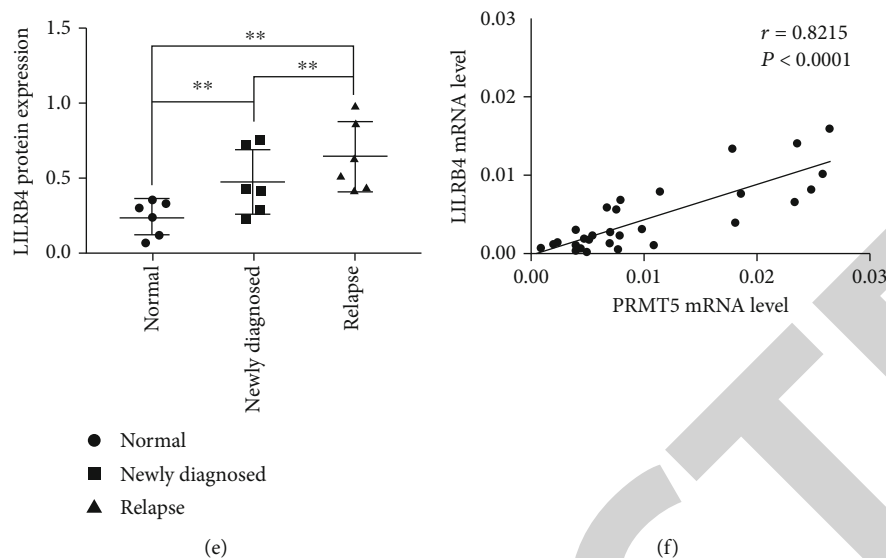 1.5
1.0
0.5
0.0
LILRB4 protein expression
**
**
**
Normal
Newly diagnosed
Relapse
Normal
Newly diagnosed
Relapse
(e)
0.03
0.03
0.02
0.01
0.00
LILRB4 mRNA level
r = 0.8215
P < 0.0001
0.00
0.01
0.02
0.03
PRMT5 mRNA level
(f)